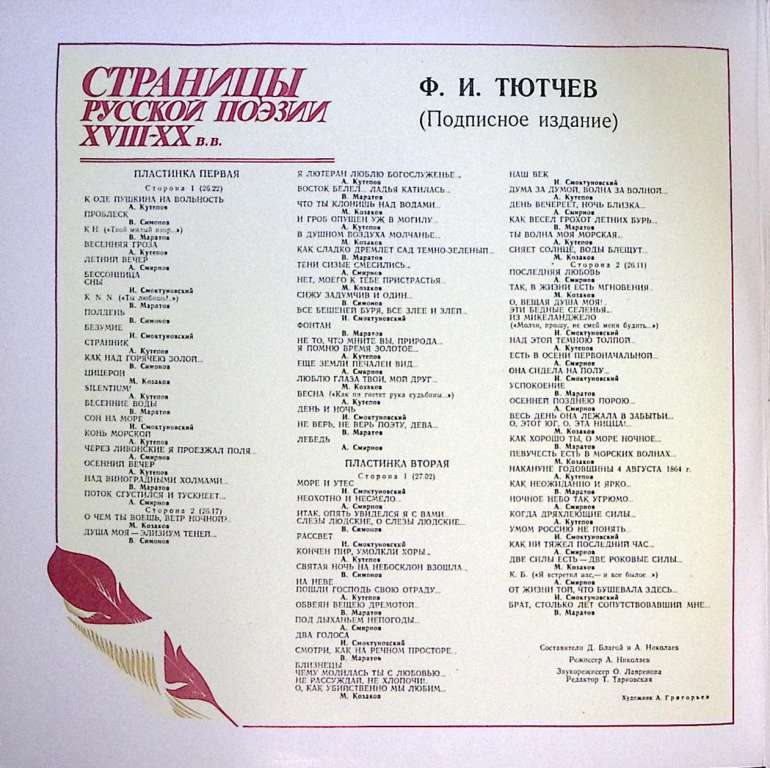 СТРАНИЦЫ
РУССКОЙ ПОЭЗИИ
XVIII-XX В.В.
Ф. И. ТЮТЧЕВ
(Подписное издание)
ПЛАСТИНКА ПЕРВАЯ
Сторона 1 (26.22)
К ОДЕ ПУШКИНА НА ВОЛЬНОСТЬ
А. Кутепов
ПРОБЛЕСК
В. Симонов
К Н. («Твой милый взор...»)
В. Маратов
ВЕСЕННЯЯ ГРОЗА
А. Кутепов
ЛЕТНИЙ ВЕЧЕР
А. Смирнов
БЕССОННИЦА
СНЫ
И. Смоктуновский
К. N. N. («Ты любишь!..»)
В. Маратов
ПОЛДЕНЬ
В. Симонов
БЕЗУМИЕ
И. Смоктуновский
СТРАННИК
А. Кутепов
КАК НАД ГОРЯЧЕЮ ЗОЛОЙ...
В. Симонов
ЦИЦЕРОН
М. Козаков
SILENTIUM!
А. Кутепов
ВЕСЕННИЕ ВОДЫ
В. Маратов
СОН НА МОРЕ
И. Смоктуновский
КОНЬ МОРСКОЙ
А. Кутепов
ЧЕРЕЗ ЛИВОНСКИЕ Я ПРОЕЗЖАЛ ПОЛЯ...
А. Смирнов
ОСЕННИЙ ВЕЧЕР
А. Кутепов
НАД ВИНОГРАДНЫМИ ХОЛМАМИ...
В. Маратов
ПОТОК СГУСТИЛСЯ И ТУСКНЕЕТ...
А. Смирнов
Сторона 2 (26.17)
О ЧЕМ ТЫ ВОЕШЬ, ВЕТР НОЧНОЙ?..
М. Козаков
ДУША МОЯ — ЭЛИЗИУМ ТЕНЕЙ...
В. Симонов
Я ЛЮТЕРАН ЛЮБЛЮ БОГОСЛУЖЕНЬЕ...
А. Кутепов
ВОСТОК БЕЛЕЛ... ЛАДЬЯ КАТИЛАСЬ...
В. Маратов
ЧТО ТЫ КЛОНИШЬ НАД ВОДАМИ...
М. Козаков
И ГРОБ ОПУЩЕН УЖ В МОГИЛУ...
А. Кутепов
В ДУШНОМ ВОЗДУХА МОЛЧАНЬЕ...
М. Козаков
КАК СЛАДКО ДРЕМЛЕТ САД ТЕМНО-ЗЕЛЕНЫЙ...
В. Маратов
ТЕНИ СИЗЫЕ СМЕСИЛИСЬ...
А. Смирнов
НЕТ, МОЕГО К ТЕБЕ ПРИСТРАСТЬЯ...
М. Козаков
СИЖУ ЗАДУМЧИВ И ОДИН...
В. Симонов
ВСЕ БЕШЕНЕЙ БУРЯ, ВСЕ ЗЛЕЕ И ЗЛЕЙ...
И. Смоктуновский
ФОНТАН
В. Маратов
НЕ ТО, ЧТО МНИТЕ ВЫ, ПРИРОДА...
Я ПОМНЮ ВРЕМЯ ЗОЛОТОЕ...
А. Кутепов
ЕЩЕ ЗЕМЛИ ПЕЧАЛЕН ВИД...
А. Смирнов
ЛЮБЛЮ ГЛАЗА ТВОИ, МОЙ ДРУГ...
М. Козаков
ВЕСНА («Как ни гнетет рука судьбины...»)
А. Кутепов
ДЕНЬ И НОЧЬ
И. Смоктуновский
НЕ ВЕРЬ, НЕ ВЕРЬ ПОЭТУ, ДЕВА...
В. Маратов
ЛЕБЕДЬ
А. Смирнов
ПЛАСТИНКА ВТОРАЯ
Сторона 1 (27.02)
МОРЕ И УТЕС
И. Смоктуновский
НЕОХОТНО И НЕСМЕЛО...
А. Смирнов
ИТАК, ОПЯТЬ УВИДЕЛСЯ Я С ВАМИ...
СЛЕЗЫ ЛЮДСКИЕ, О СЛЕЗЫ ЛЮДСКИЕ...
В. Симонов
РАССВЕТ
И. Смоктуновский
КОНЧЕН ПИР, УМОЛКЛИ ХОРЫ...
А. Кутепов
СВЯТАЯ НОЧЬ НА НЕБОСКЛОН ВЗОШЛА...
В. Симонов
НА НЕВЕ
ПОШЛИ ГОСПОДЬ СВОЮ ОТРАДУ...
А. Кутепов
ОБВЕЯН ВЕЩЕЮ ДРЕМОТОЙ...
В. Маратов
ПОД ДЫХАНЬЕМ НЕПОГОДЫ...
А. Смирнов
ДВА ГОЛОСА
И. Смоктуновский
СМОТРИ, КАК НА РЕЧНОМ ПРОСТОРЕ...
В. Маратов
БЛИЗНЕЦЫ
ЧЕМУ МОЛИЛАСЬ ТЫ С ЛЮБОВЬЮ...
НЕ РАССУЖДАЙ, НЕ ХЛОПОЧИ!..
О, КАК УБИЙСТВЕННО МЫ ЛЮБИМ...
М. Козаков
НАШ ВЕК
И. Смоктуновский
ДУМА ЗА ДУМОЙ, ВОЛНА ЗА ВОЛНОЙ...
А. Кутепов
ДЕНЬ ВЕЧЕРЕЕТ, НОЧЬ БЛИЗКА...
А. Смирнов
КАК ВЕСЕЛ ГРОХОТ ЛЕТНИХ БУРЬ...
В. Маратов
ТЫ ВОЛНА МОЯ МОРСКАЯ...
А. Кутепов
СИЯЕТ СОЛНЦЕ, ВОДЫ БЛЕЩУТ...
М. Козаков
Сторона 2 (26.11)
ПОСЛЕДНЯЯ ЛЮБОВЬ
А. Смирнов
ТАК, В ЖИЗНИ ЕСТЬ МГНОВЕНИЯ...
М. Козаков
О, ВЕЩАЯ ДУША МОЯ!..
ЭТИ БЕДНЫЕ СЕЛЕНЬЯ...
ИЗ МИКЕЛАНДЖЕЛО
(«Молчи, прошу, не смей меня будить...»)
И. Смоктуновский
НАД ЭТОЙ ТЕМНОЮ ТОЛПОЙ...
А. Кутепов
ЕСТЬ В ОСЕНИ ПЕРВОНАЧАЛЬНОЙ...
А. Смирнов
ОНА СИДЕЛА НА ПОЛУ...
И. Смоктуновский
УСПОКОЕНИЕ
В. Маратов
ОСЕННЕЙ ПОЗДНЕЮ ПОРОЮ...
А. Смирнов
ВЕСЬ ДЕНЬ ОНА ЛЕЖАЛА В ЗАБЫТЬИ...
О, ЭТОТ ЮГ, О, ЭТА НИЦЦА!..
М. Козаков
КАК ХОРОШО ТЫ, О МОРЕ НОЧНОЕ...
В. Маратов
ПЕВУЧЕСТЬ ЕСТЬ В МОРСКИХ ВОЛНАХ...
М. Козаков
НАКАНУНЕ ГОДОВЩИНЫ 4 АВГУСТА 1864 г.
А. Кутепов
КАК НЕОЖИДАННО И ЯРКО...
В. Маратов
НОЧНОЕ НЕБО ТАК УГРЮМО...
А. Смирнов
КОГДА ДРЯХЛЕЮЩИЕ СИЛЫ...
А. Кутепов
УМОМ РОССИЮ НЕ ПОНЯТЬ...
И. Смоктуновский
КАК НИ ТЯЖЕЛ ПОСЛЕДНИЙ ЧАС...
А. Смирнов
ДВЕ СИЛЫ ЕСТЬ — ДВЕ РОКОВЫЕ СИЛЫ...
М. Козаков
К. Б. («Я встретил вас, — и все былое...»)
А. Смирнов
ОТ ЖИЗНИ ТОЙ, ЧТО БУШЕВАЛА ЗДЕСЬ...
И. Смоктуновский
БРАТ, СТОЛЬКО ЛЕТ СОПУТСТВОВАВШИЙ МНЕ...
В. Маратов
Составители Д. Благой и А. Николаев
Режиссер А. Николаев
Звукорежиссер О. Лавренова
Редактор Т. Тарновская
Художник А. Григорьев